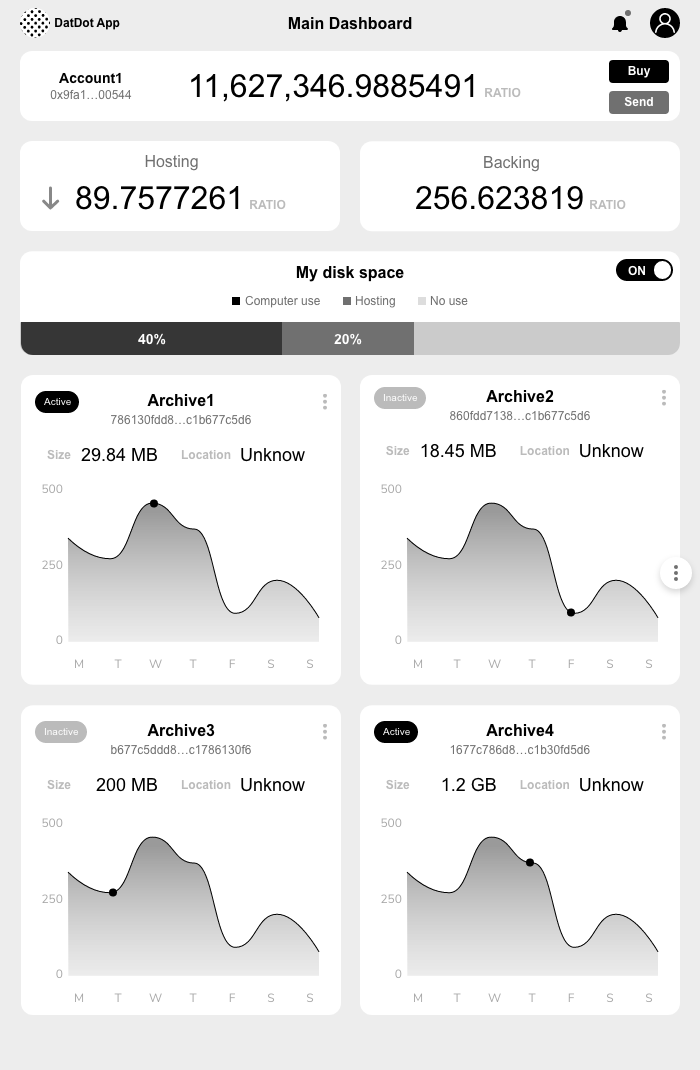 DatDot App
Main Dashboard
Account1
0x9fa1…00544
11,627,346.9885491 RATIO
Buy
Send
Hosting
89.7577261 RATIO
Backing
256.623819 RATIO
My disk space
ON
Computer use Hosting No use
40% 20%
Active
Archive1
786130fdd8…c1b677c5d6
Size 29.84 MB Location Unknow
500
250
0
M T W T F S S
Inactive
Archive2
860fdd7138…c1b677c5d6
Size 18.45 MB Location Unknow
500
250
0
M T W T F S S
Inactive
Archive3
b677c5ddd8…c1786130f6
Size 200 MB Location Unknow
500
250
0
M T W T F S S
Active
Archive4
1677c786d8…c1b30fd5d6
Size 1.2 GB Location Unknow
500
250
0
M T W T F S S